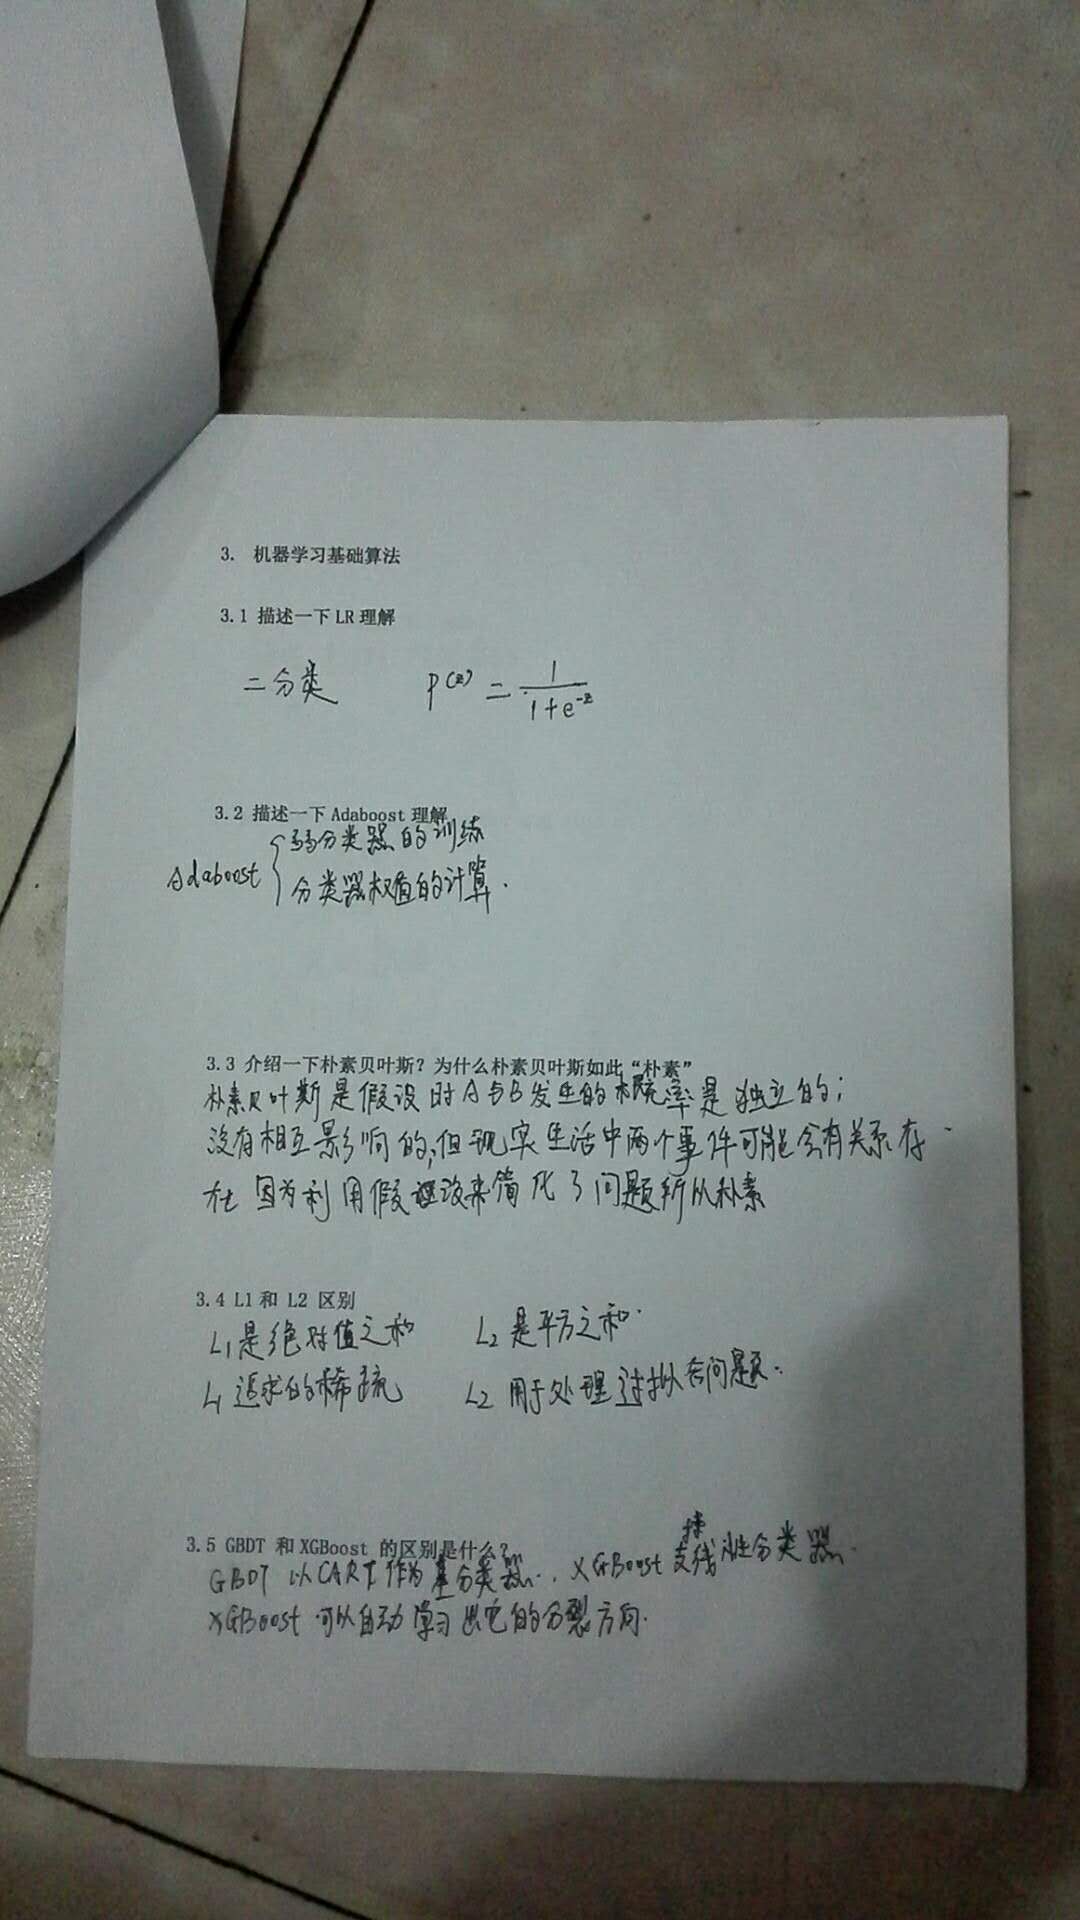 3. 机器学习基础算法
3.1 描述一下 LR 理解
二分类 P(z) = 1/(1+e^-z)
3.2 描述一下 Adaboost 理解
Adaboost { 弱分类器的训练
分类器权值的计算.
3.3 介绍一下朴素贝叶斯？为什么朴素贝叶斯如此“朴素”
朴素贝叶斯是假设时A与B发生的概率是独立的;
没有相互影响的,但现实生活中两个事件可能会有关系存
在 因为利用假设来简化了问题所以朴素
3.4 L1 和 L2 区别
L1是绝对值之和 L2是平方之和.
L1追求的稀疏 L2用于处理过拟合问题.
3.5 GBDT 和 XGBoost 的区别是什么？
GBDT 以CART作为基分类器. XGBoost 支持线性分类器.
XGBoost 可以自动学习出它的分裂方向.